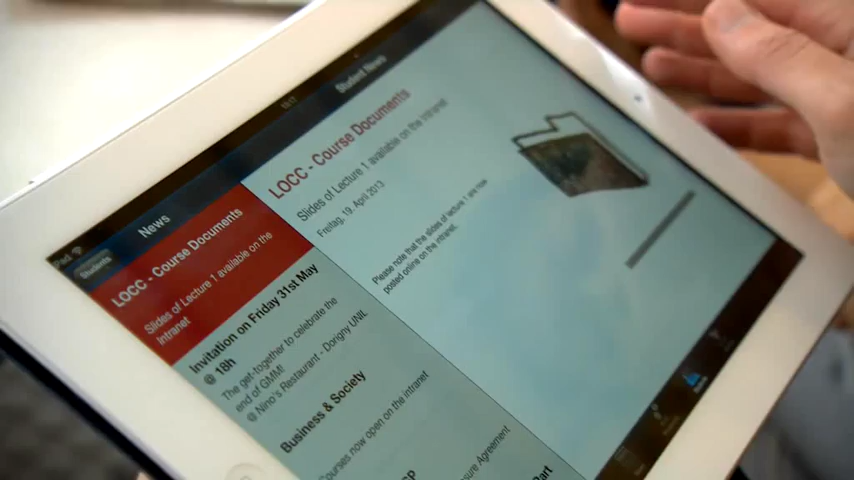 iPad
19:17
Student News
Students
News
LOCC - Course Documents
Slides of Lecture 1 available on the
Intranet
Invitation on Friday 31st May
@ 18h
The get-together to celebrate the
end of GMM!
@ Nino's Restaurant - Dorigny UNIL
Business & Society
Courses now open on the intranet
LOCC - Course Documents
Slides of Lecture 1 available on the Intranet
Freitag, 19. April 2013
Please note that the slides of lecture 1 are now
posted online on the intranet.